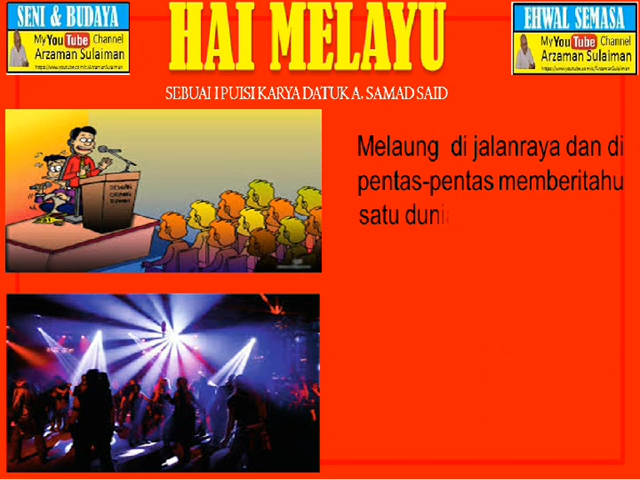 SENI & BUDAYA
My YouTube Channel
Arzaman Sulaiman
HAI MELAYU
EHWAL SEMASA
My YouTube Channel
Arzaman Sulaiman
SEBUAH PUISI KARYA DATUK A. SAMAD SAID
Melaung di jalanraya dan di
pentas-pentas memberitahu
satu dunia